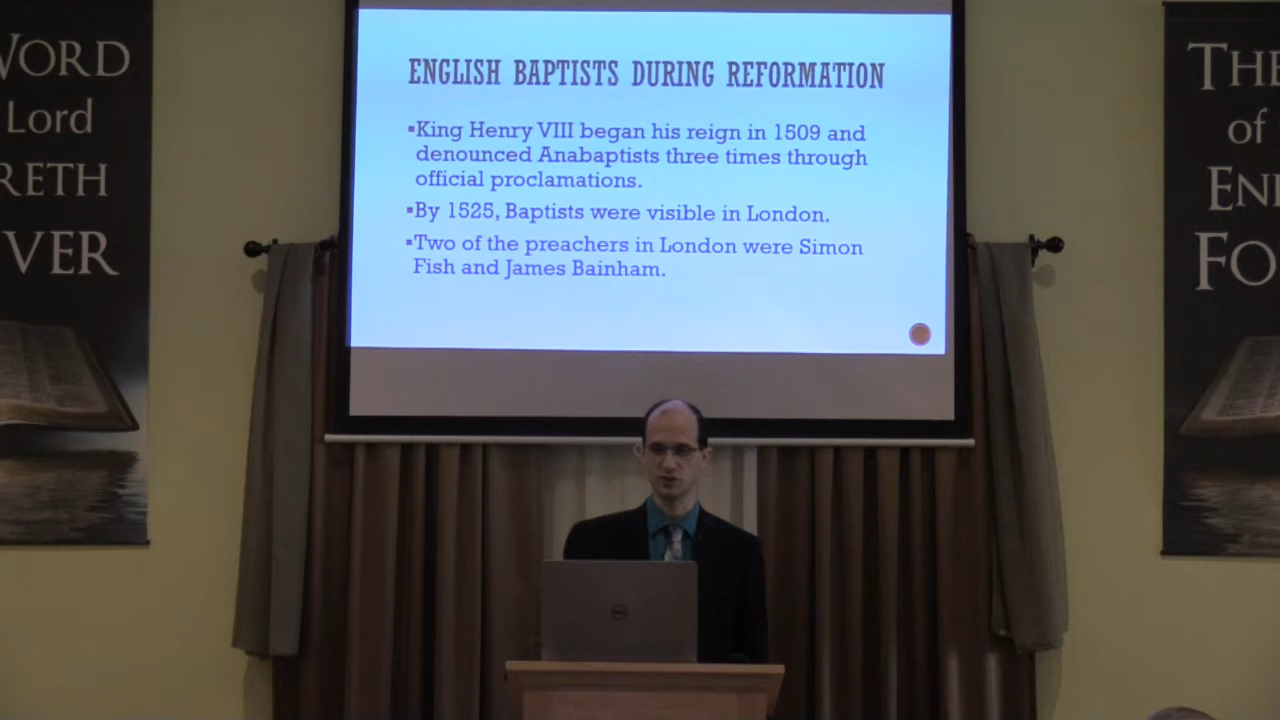 ENGLISH BAPTISTS DURING REFORMATION
▪King Henry VIII began his reign in 1509 and
denounced Anabaptists three times through
official proclamations.
▪By 1525, Baptists were visible in London.
▪Two of the preachers in London were Simon
Fish and James Bainham.
WORD
Lord
RETH
VER
THE
of
EN
FO
DELL